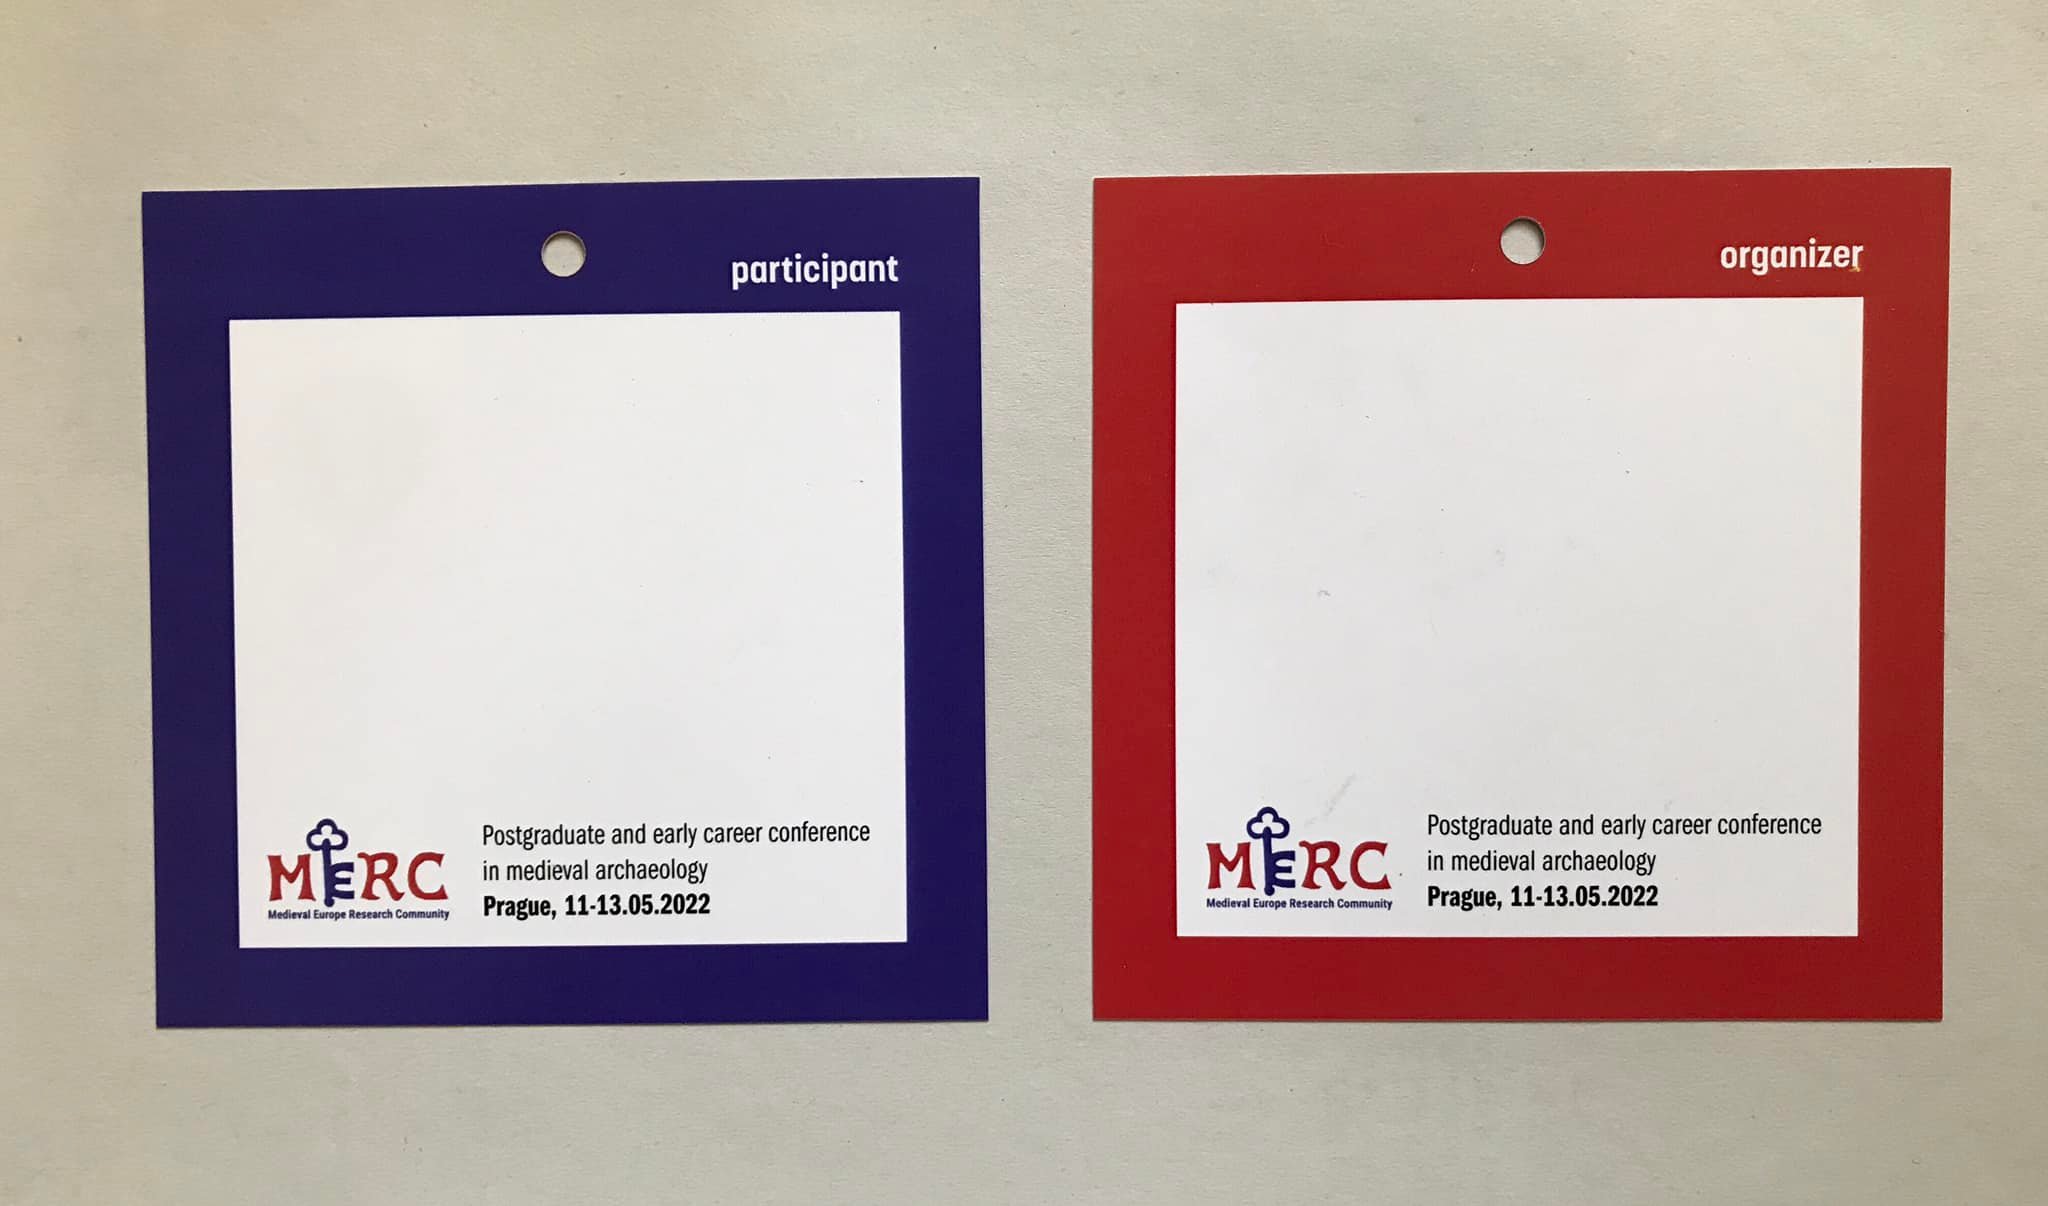 participant
MERC
Medieval Europe Research Community
Postgraduate and early career conference
in medieval archaeology
Prague, 11-13.05.2022
organizer
MERC
Medieval Europe Research Community
Postgraduate and early career conference
in medieval archaeology
Prague, 11-13.05.2022